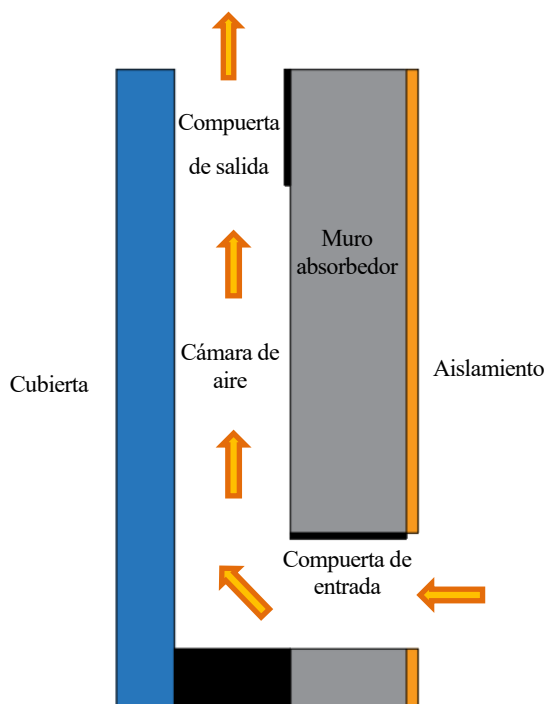 Compuerta
de salida
Muro
absorbedor
Cámara de
aire
Cubierta
Aislamiento
Compuerta de
entrada